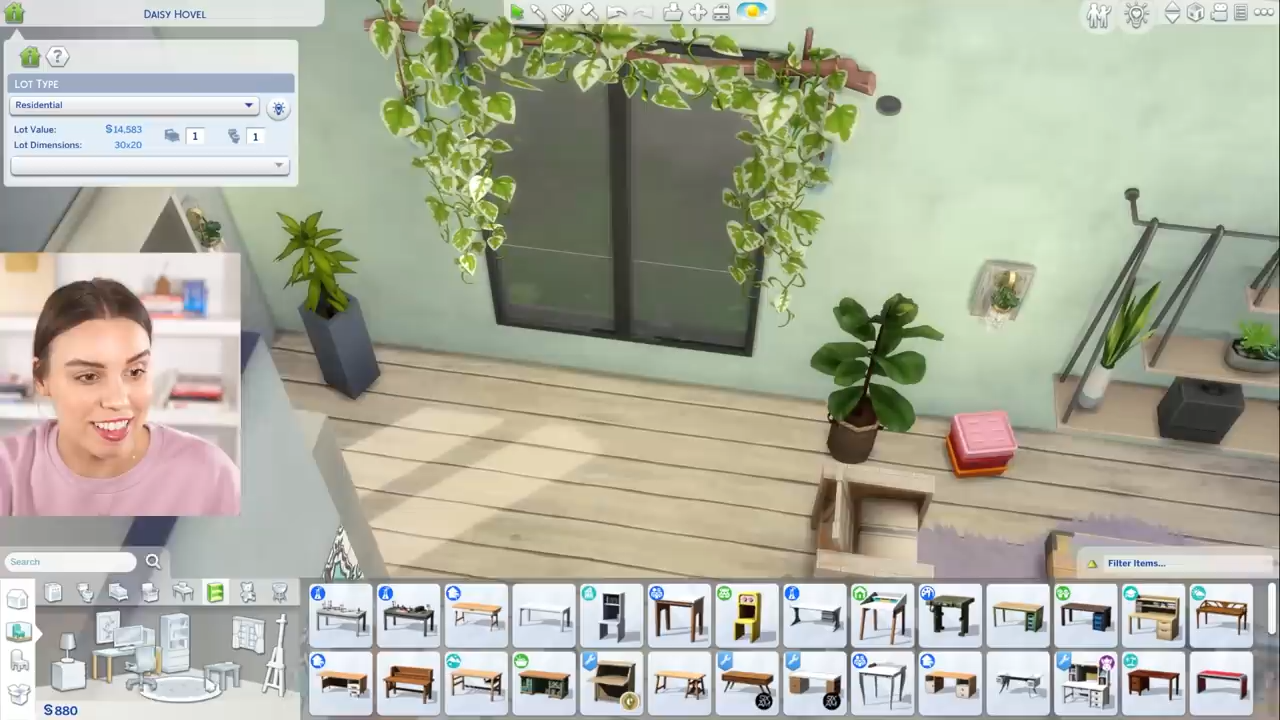 DAISY HOVEL
LOT TYPE
Residential
Lot Value: $14,583 1 1
Lot Dimensions: 30x20
Search
Filter Items...
$880